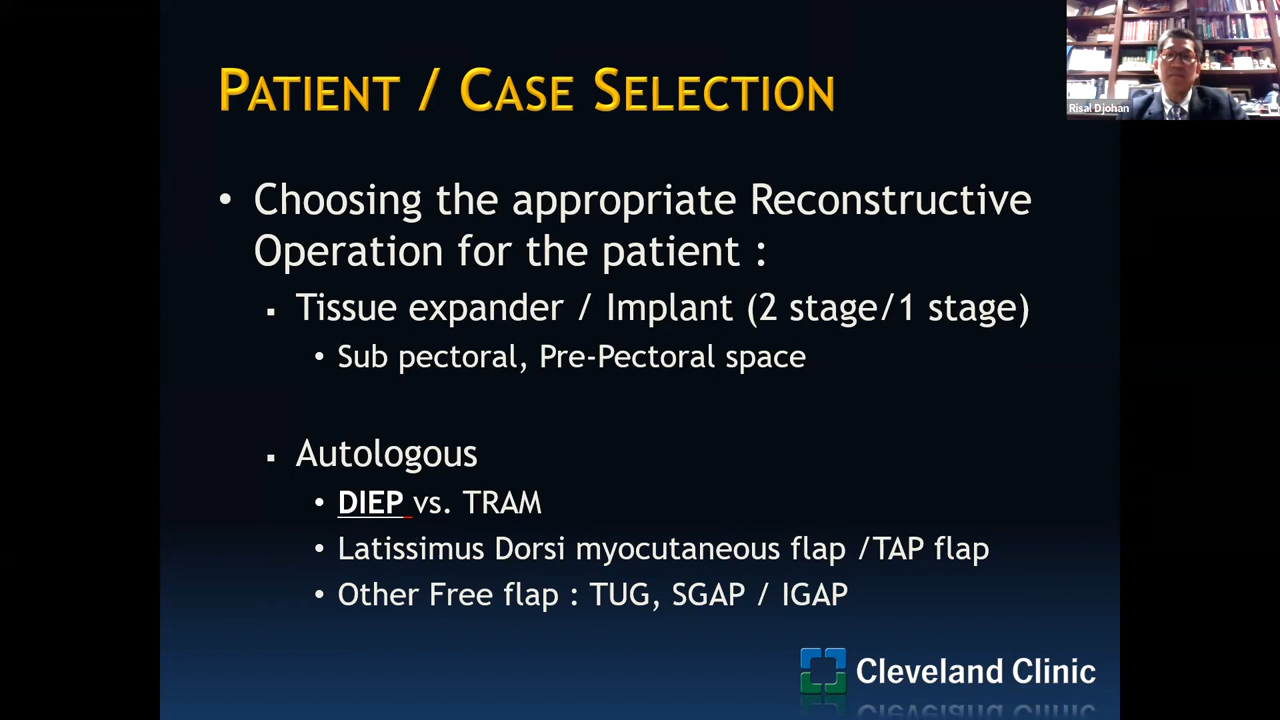 PATIENT / CASE SELECTION
Risal Djohan
• Choosing the appropriate Reconstructive
Operation for the patient :
▪ Tissue expander / Implant (2 stage/1 stage)
• Sub pectoral, Pre-Pectoral space
▪ Autologous
• DIEP vs. TRAM
• Latissimus Dorsi myocutaneous flap /TAP flap
• Other Free flap : TUG, SGAP / IGAP
Cleveland Clinic